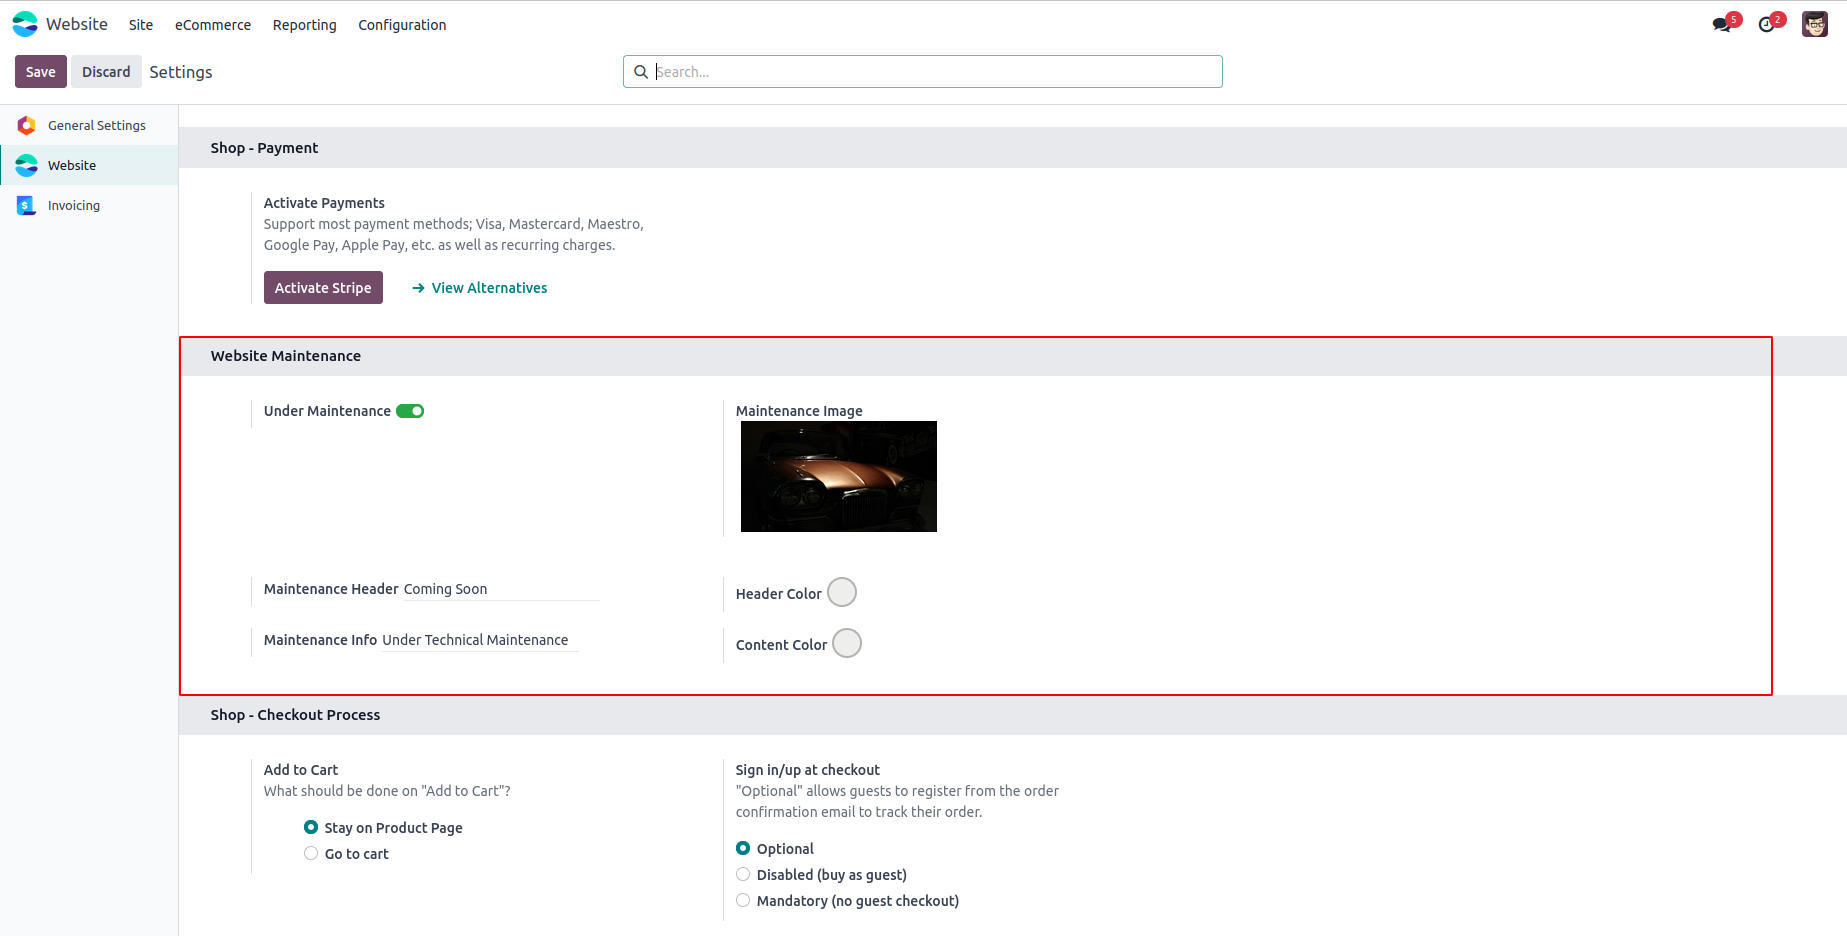 Website Site eCommerce Reporting Configuration 5 2
Save Discard Settings Search...
General Settings
Website
Invoicing
Shop - Payment
Activate Payments
Support most payment methods; Visa, Mastercard, Maestro,
Google Pay, Apple Pay, etc. as well as recurring charges.
Activate Stripe → View Alternatives
Website Maintenance
Under Maintenance
Maintenance Image
Maintenance Header Coming Soon
Header Color
Maintenance Info Under Technical Maintenance
Content Color
Shop - Checkout Process
Add to Cart
What should be done on "Add to Cart"?
Stay on Product Page
Go to cart
Sign in/up at checkout
"Optional" allows guests to register from the order
confirmation email to track their order.
Optional
Disabled (buy as guest)
Mandatory (no guest checkout)